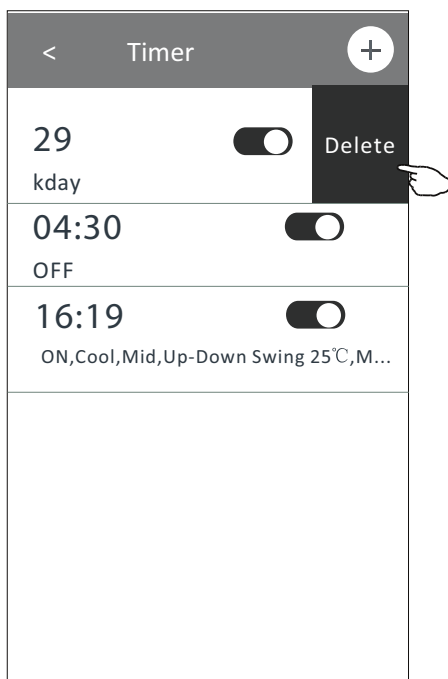 < Timer +
29 Delete
kday
04:30
OFF
16:19
ON,Cool,Mid,Up-Down Swing 25℃,M...